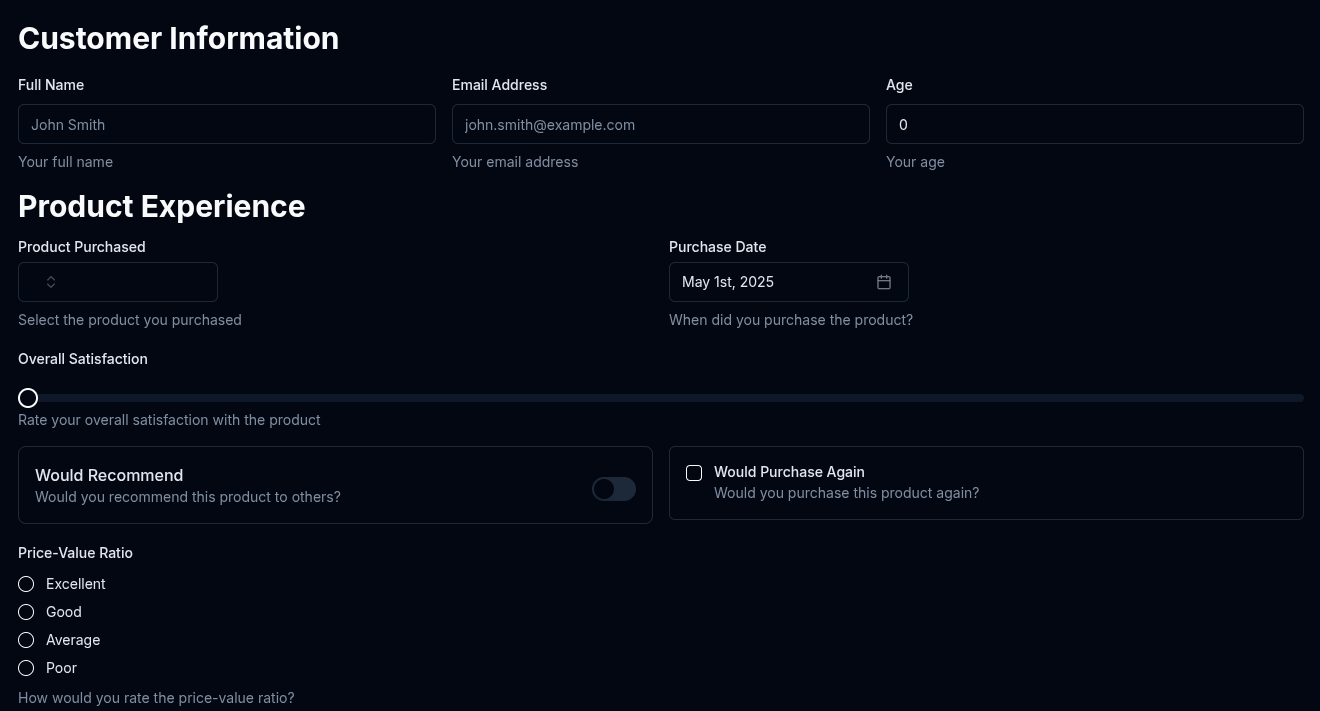 Customer Information
Full Name
Email Address
Age
John Smith
john.smith@example.com
0
Your full name
Your email address
Your age
Product Experience
Product Purchased
Purchase Date
May 1st, 2025
Select the product you purchased
When did you purchase the product?
Overall Satisfaction
Rate your overall satisfaction with the product
Would Recommend
Would you recommend this product to others?
Would Purchase Again
Would you purchase this product again?
Price-Value Ratio
Excellent
Good
Average
Poor
How would you rate the price-value ratio?